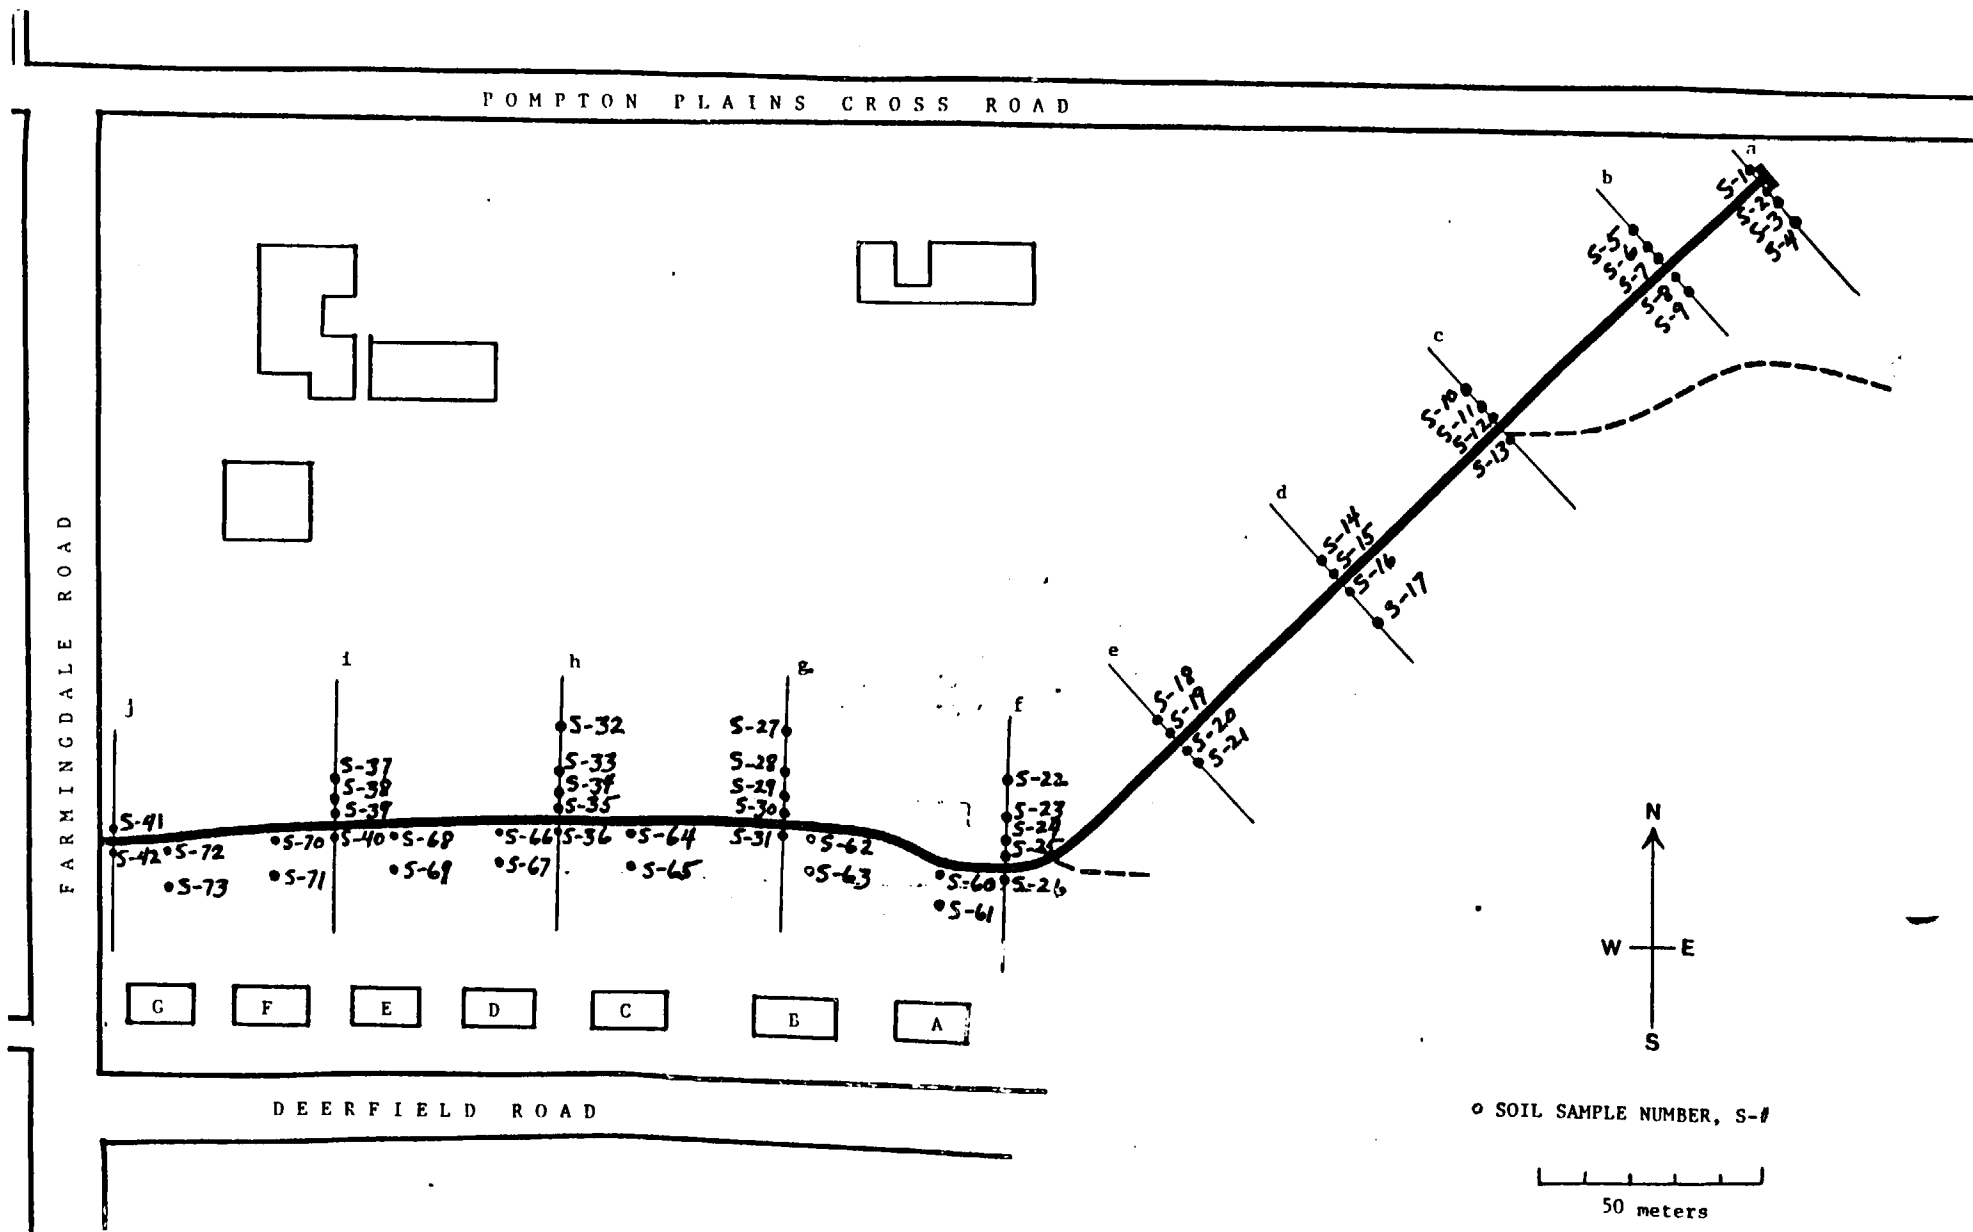 POMPTON PLAINS CROSS ROAD
a
S-1
S-2
S-3
S-4
b
S-5
S-6
S-7
S-8
S-9
c
S-10
S-11
S-12
S-13
d
S-14
S-15
S-16
S-17
e
S-18
S-19
S-20
S-21
f
S-22
S-23
S-24
S-25
S-26
g
S-27
S-28
S-29
S-30
S-31
h
S-32
S-33
S-34
S-35
S-36
i
S-37
S-38
S-39
S-40
j
S-41
S-42
S-72
S-73
S-70
S-71
S-68
S-69
S-66
S-67
S-64
S-65
S-62
S-63
S-60
S-61
FARMINGDALE ROAD
G
F
E
D
C
B
A
DEERFIELD ROAD
N
W E
S
o SOIL SAMPLE NUMBER, S-#
50 meters